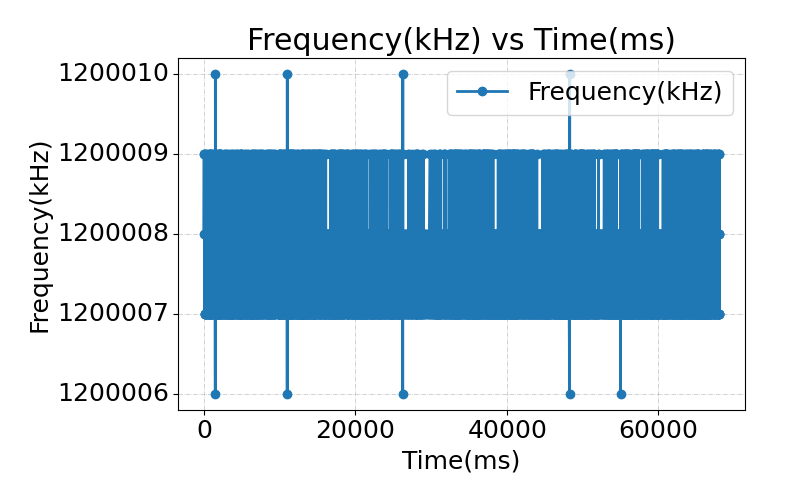 Frequency(kHz) vs Time(ms)
1200010
1200009
1200008
1200007
1200006
Frequency(kHz)
Frequency(kHz)
0 20000 40000 60000
Time(ms)